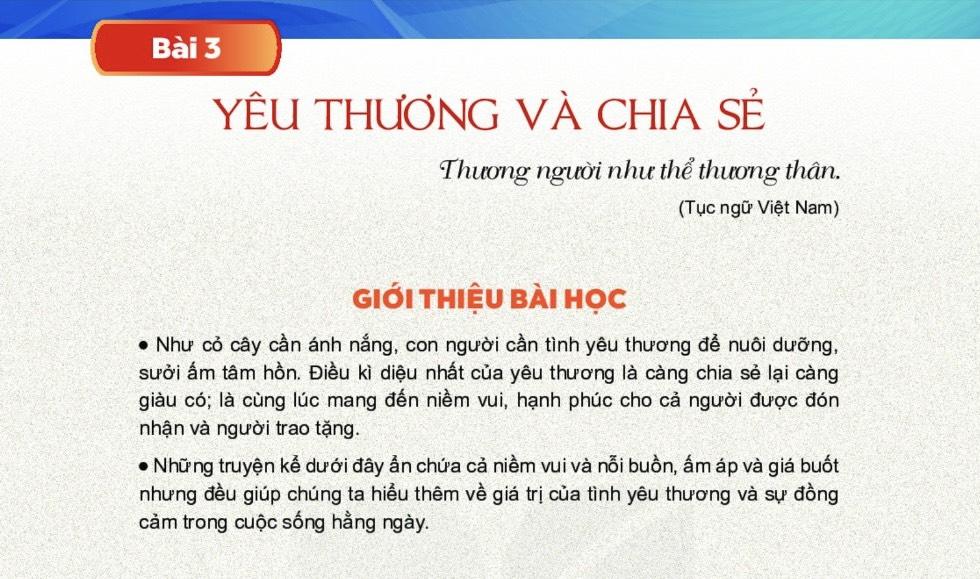 Bài 3
YÊU THƯƠNG VÀ CHIA SẺ
Thương người như thể thương thân.
(Tục ngữ Việt Nam)
GIỚI THIỆU BÀI HỌC
• Như cỏ cây cần ánh nắng, con người cần tình yêu thương để nuôi dưỡng,
sưởi ấm tâm hồn. Điều kì diệu nhất của yêu thương là càng chia sẻ lại càng
giàu có; là cùng lúc mang đến niềm vui, hạnh phúc cho cả người được đón
nhận và người trao tặng.
• Những truyện kể dưới đây ẩn chứa cả niềm vui và nỗi buồn, ấm áp và giá buốt
nhưng đều giúp chúng ta hiểu thêm về giá trị của tình yêu thương và sự đồng
cảm trong cuộc sống hằng ngày.